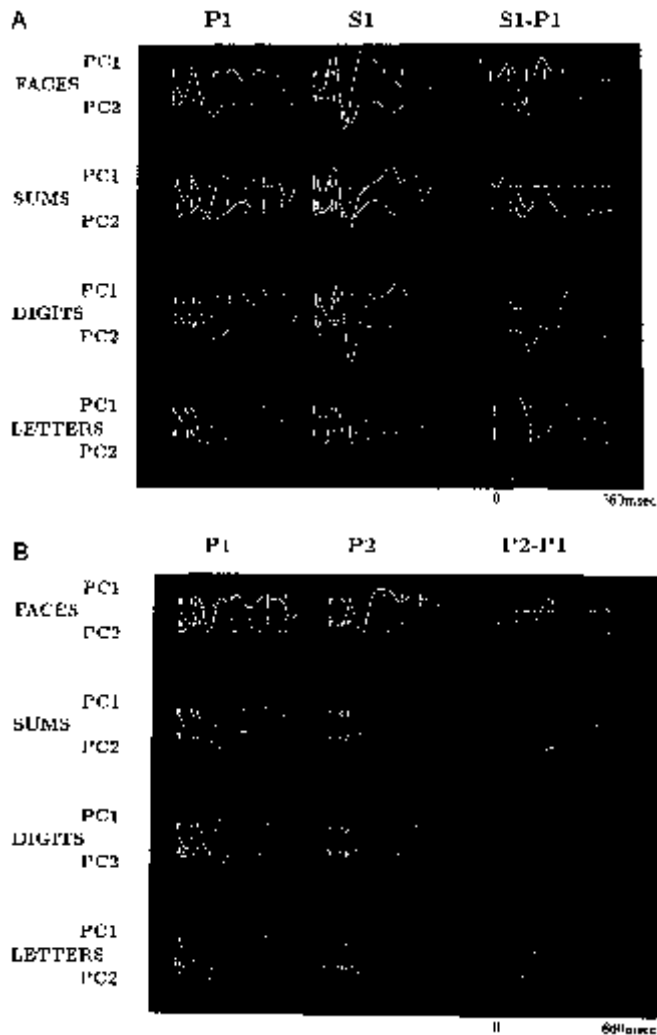 A P1 S1 S1-P1
PC1
FACES
PC2
PC1
SUMS
PC2
PC1
DIGITS
PC2
PC1
LETTERS
PC2
0
B P1 P2 P2-P1
PC1
FACES
PC2
PC1
SUMS
PC2
PC1
DIGITS
PC2
PC1
LETTERS
PC2
0